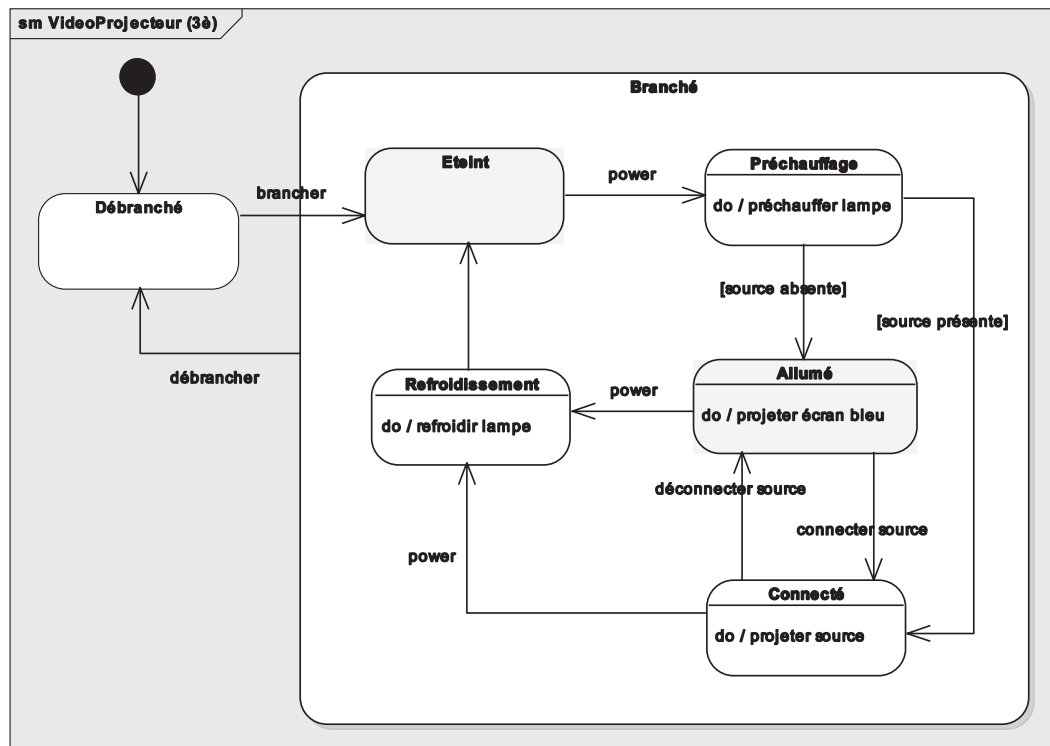 sm VideoProjecteur (3è)
Branché
Eteint
Préchauffage
power
brancher
Débranché
do / préchauffer lampe
[source absente]
[source présente]
débrancher
Allumé
Refroidissement
power
do / projeter écran bleu
do / refroidir lampe
déconnecter source
connecter source
power
Connecté
do / projeter source